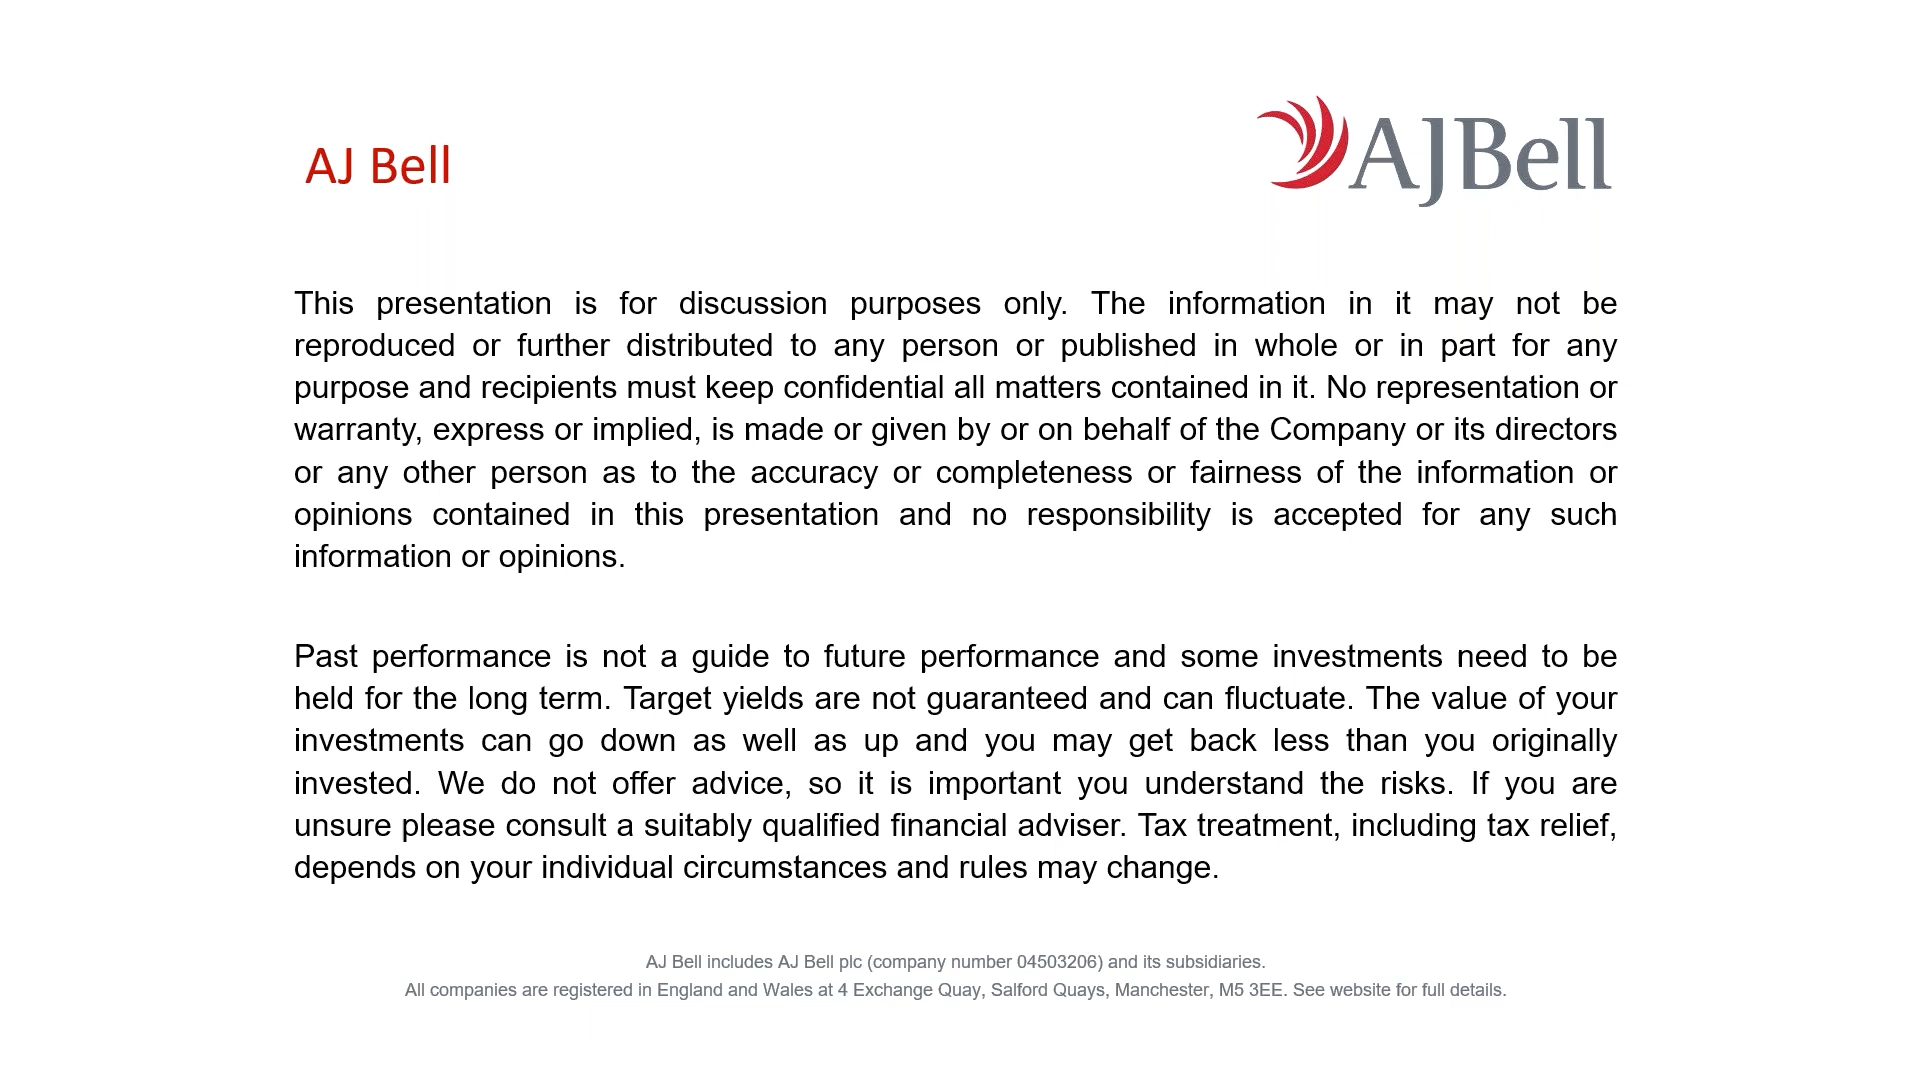 AJ Bell
AJBell
This presentation is for discussion purposes only. The information in it may not be
reproduced or further distributed to any person or published in whole or in part for any
purpose and recipients must keep confidential all matters contained in it. No representation or
warranty, express or implied, is made or given by or on behalf of the Company or its directors
or any other person as to the accuracy or completeness or fairness of the information or
opinions contained in this presentation and no responsibility is accepted for any such
information or opinions.
Past performance is not a guide to future performance and some investments need to be
held for the long term. Target yields are not guaranteed and can fluctuate. The value of your
investments can go down as well as up and you may get back less than you originally
invested. We do not offer advice, so it is important you understand the risks. If you are
unsure please consult a suitably qualified financial adviser. Tax treatment, including tax relief,
depends on your individual circumstances and rules may change.
AJ Bell includes AJ Bell plc (company number 04503206) and its subsidiaries.
All companies are registered in England and Wales at 4 Exchange Quay, Salford Quays, Manchester, M5 3EE. See website for full details.